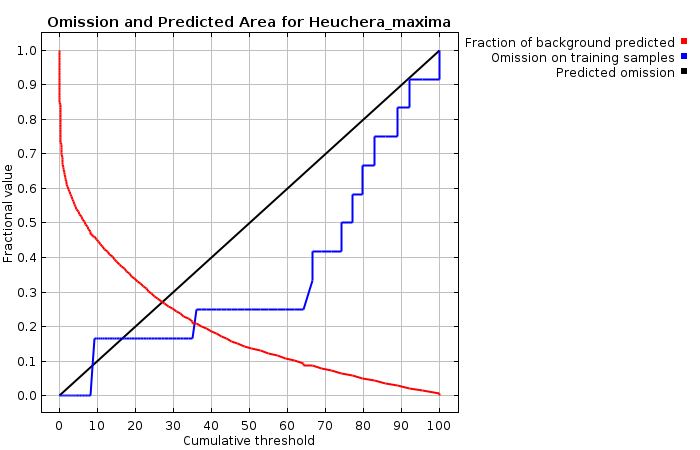 Omission and Predicted Area for Heuchera_maxima
Fraction of background predicted
Omission on training samples
Predicted omission
Fractional value
1.0
0.9
0.8
0.7
0.6
0.5
0.4
0.3
0.2
0.1
0.0
0 10 20 30 40 50 60 70 80 90 100
Cumulative threshold